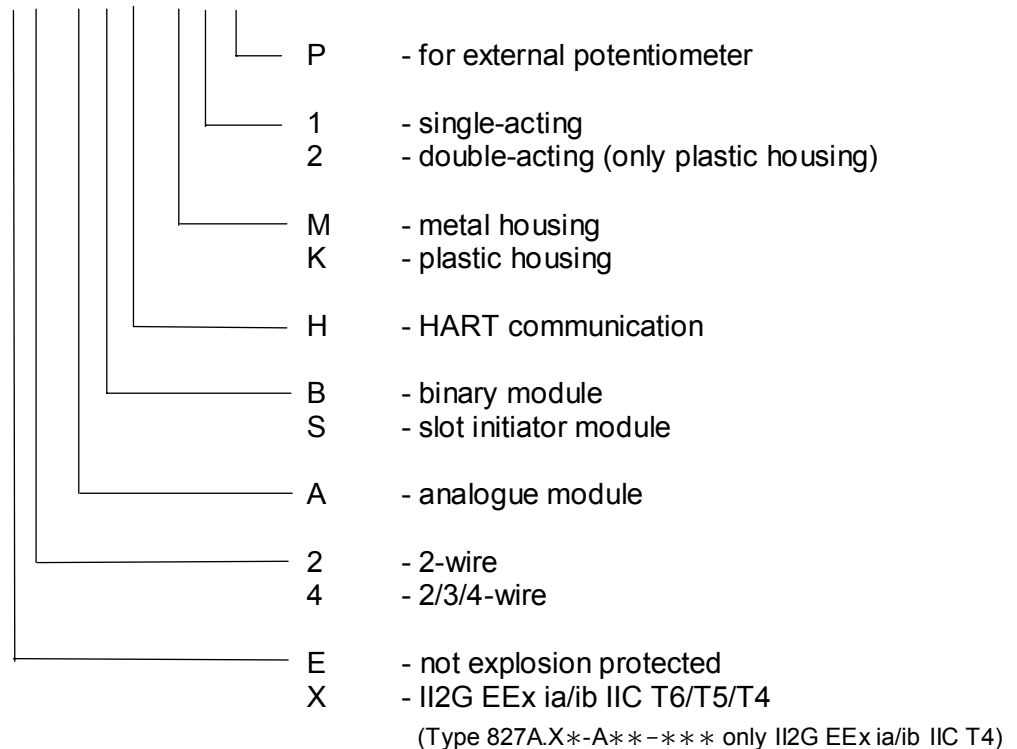 P - for external potentiometer
1 - single-acting
2 - double-acting (only plastic housing)
M - metal housing
K - plastic housing
H - HART communication
B - binary module
S - slot initiator module
A - analogue module
2 - 2-wire
4 - 2/3/4-wire
E - not explosion protected
X - II2G EEx ia/ib IIC T6/T5/T4
(Type 827A.X∗-A∗∗-∗∗∗ only II2G EEx ia/ib IIC T4)